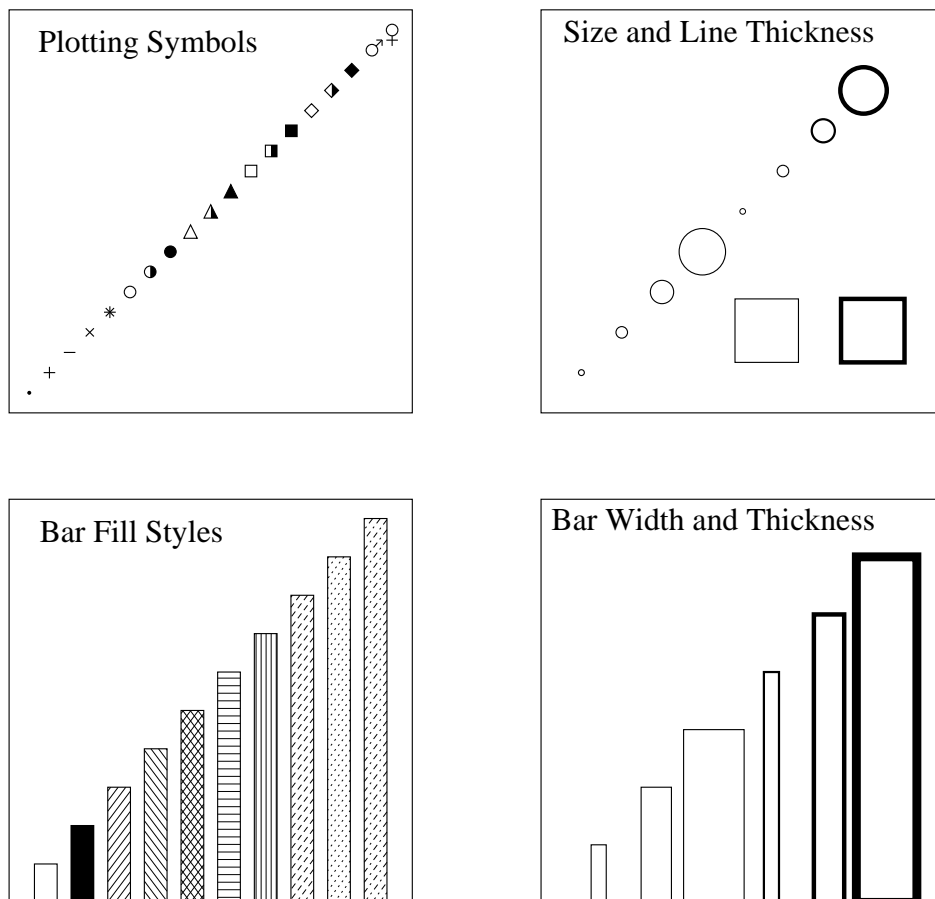 Plotting Symbols
Size and Line Thickness
Bar Fill Styles
Bar Width and Thickness